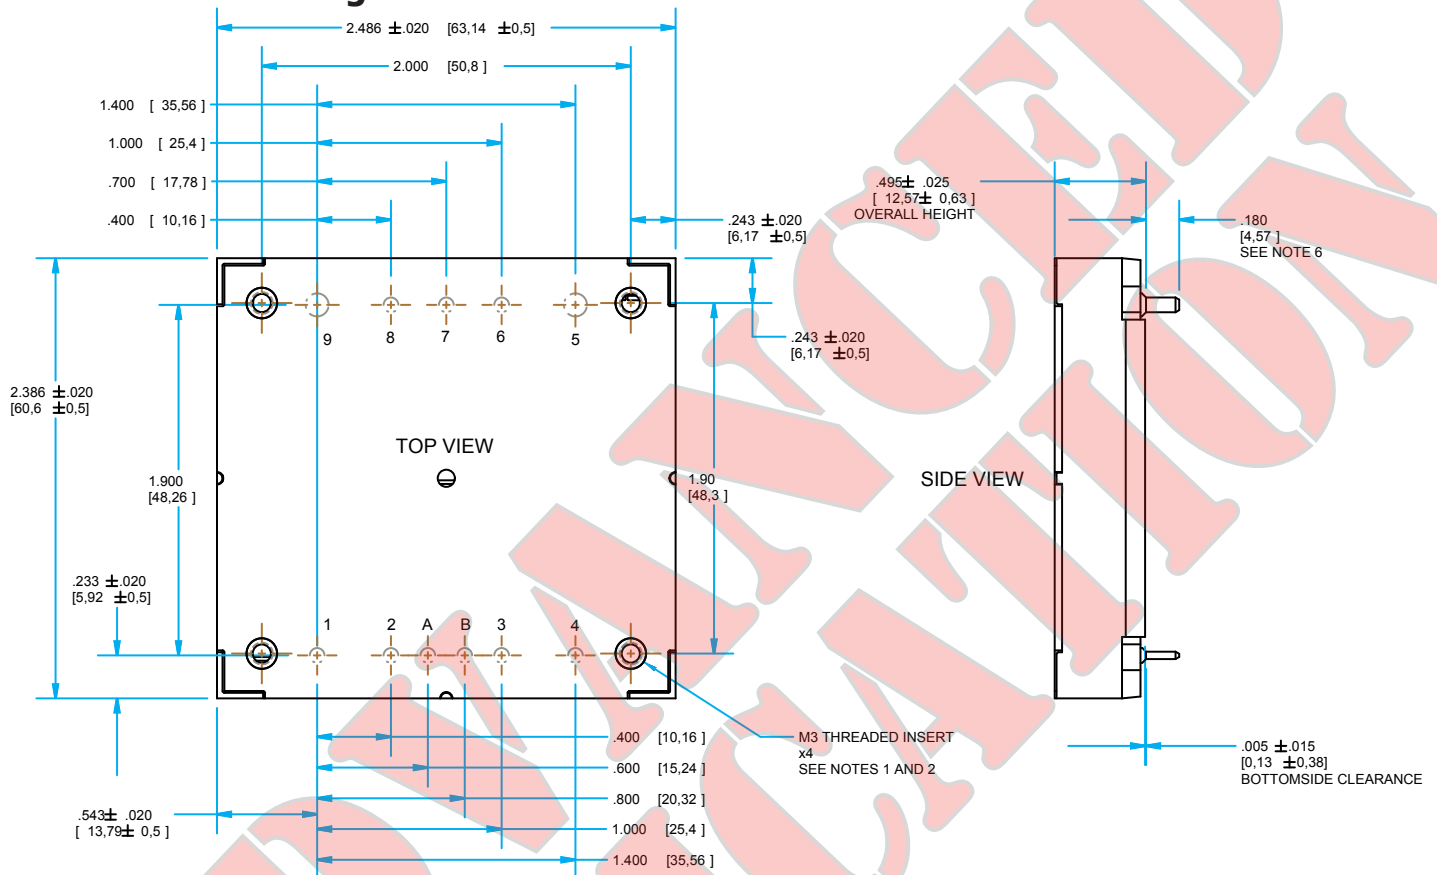 g
2.486 ±.020 [63,14 ±0,5]
2.000 [50,8 ]
1.400 [ 35,56 ]
1.000 [ 25,4 ]
.700 [ 17,78 ]
.400 [ 10,16 ]
.243 ±.020
[6,17 ±0,5]
.495± .025
[ 12,57± 0,63 ]
OVERALL HEIGHT
.180
[4,57 ]
SEE NOTE 6
9 8 7 6 5
.243 ±.020
[6,17 ±0,5]
2.386 ±.020
[60,6 ±0,5]
TOP VIEW
1.900
[48,26 ]
1.90
[48,3 ]
SIDE VIEW
.233 ±.020
[5,92 ±0,5]
1 2 A B 3 4
.400 [10,16 ]
.600 [15,24 ]
.800 [20,32 ]
1.000 [25,4 ]
1.400 [35,56 ]
M3 THREADED INSERT
x4
SEE NOTES 1 AND 2
.005 ±.015
[0,13 ±0,38]
BOTTOMSIDE CLEARANCE
.543± .020
[ 13,79± 0,5 ]
ADVANCED
CATION